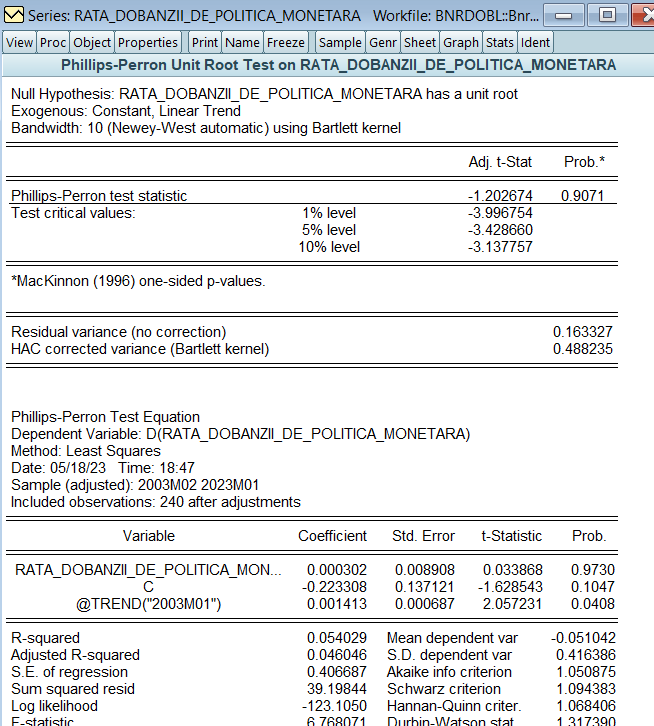 Series: RATA_DOBANZII_DE_POLITICA_MONETARA Workfile: BNRDOBL::Bnr...
View Proc Object Properties Print Name Freeze Sample Genr Sheet Graph Stats Ident
Phillips-Perron Unit Root Test on RATA_DOBANZII_DE_POLITICA_MONETARA
Null Hypothesis: RATA_DOBANZII_DE_POLITICA_MONETARA has a unit root
Exogenous: Constant, Linear Trend
Bandwidth: 10 (Newey-West automatic) using Bartlett kernel
Adj. t-Stat Prob.*
Phillips-Perron test statistic -1.202674 0.9071
Test critical values: 1% level -3.996754
5% level -3.428660
10% level -3.137757
*MacKinnon (1996) one-sided p-values.
Residual variance (no correction) 0.163327
HAC corrected variance (Bartlett kernel) 0.488235
Phillips-Perron Test Equation
Dependent Variable: D(RATA_DOBANZII_DE_POLITICA_MONETARA)
Method: Least Squares
Date: 05/18/23 Time: 18:47
Sample (adjusted): 2003M02 2023M01
Included observations: 240 after adjustments
Variable Coefficient Std. Error t-Statistic Prob.
RATA_DOBANZII_DE_POLITICA_MON... 0.000302 0.008908 0.033868 0.9730
C -0.223308 0.137121 -1.628543 0.1047
@TREND("2003M01") 0.001413 0.000687 2.057231 0.0408
R-squared 0.054029 Mean dependent var -0.051042
Adjusted R-squared 0.046046 S.D. dependent var 0.416386
S.E. of regression 0.406687 Akaike info criterion 1.050875
Sum squared resid 39.19844 Schwarz criterion 1.094383
Log likelihood -123.1050 Hannan-Quinn criter. 1.068406
F-statistic 6.768071 Durbin-Watson stat 1.317390